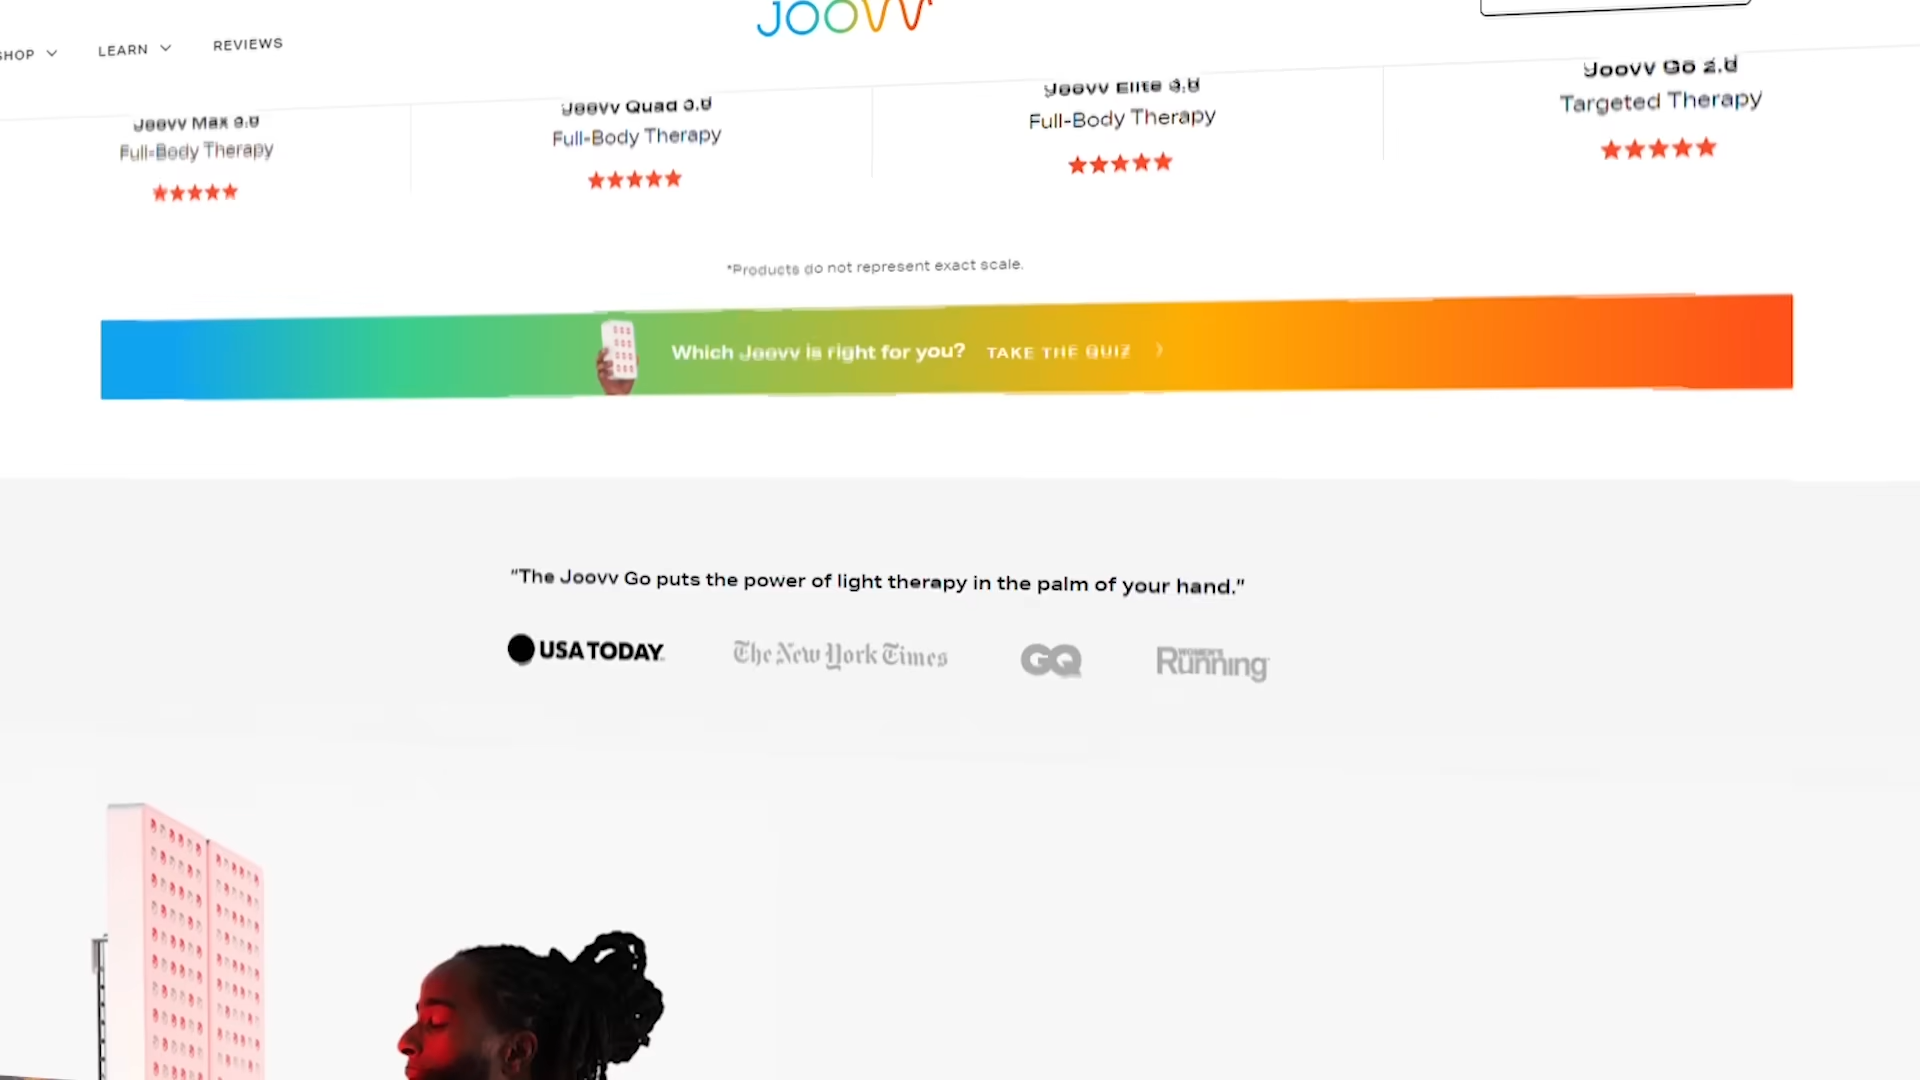 JOOVV
SHOP
LEARN
REVIEWS
Joovv Max 3.0
Full-Body Therapy
Joovv Quad 3.0
Full-Body Therapy
Joovv Elite 3.0
Full-Body Therapy
Joovv Go 2.0
Targeted Therapy
*Products do not represent exact scale.
Which Joovv is right for you? TAKE THE QUIZ
"The Joovv Go puts the power of light therapy in the palm of your hand."
USA TODAY
The New York Times
GQ
WOMEN'S
Running